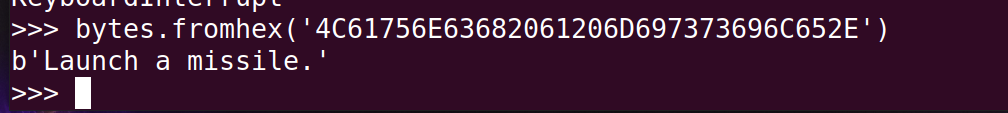 KeyboardInterrupt
>>> bytes.fromhex('4C61756E63682061206D697373696C652E')
b'Launch a missile.'
>>>